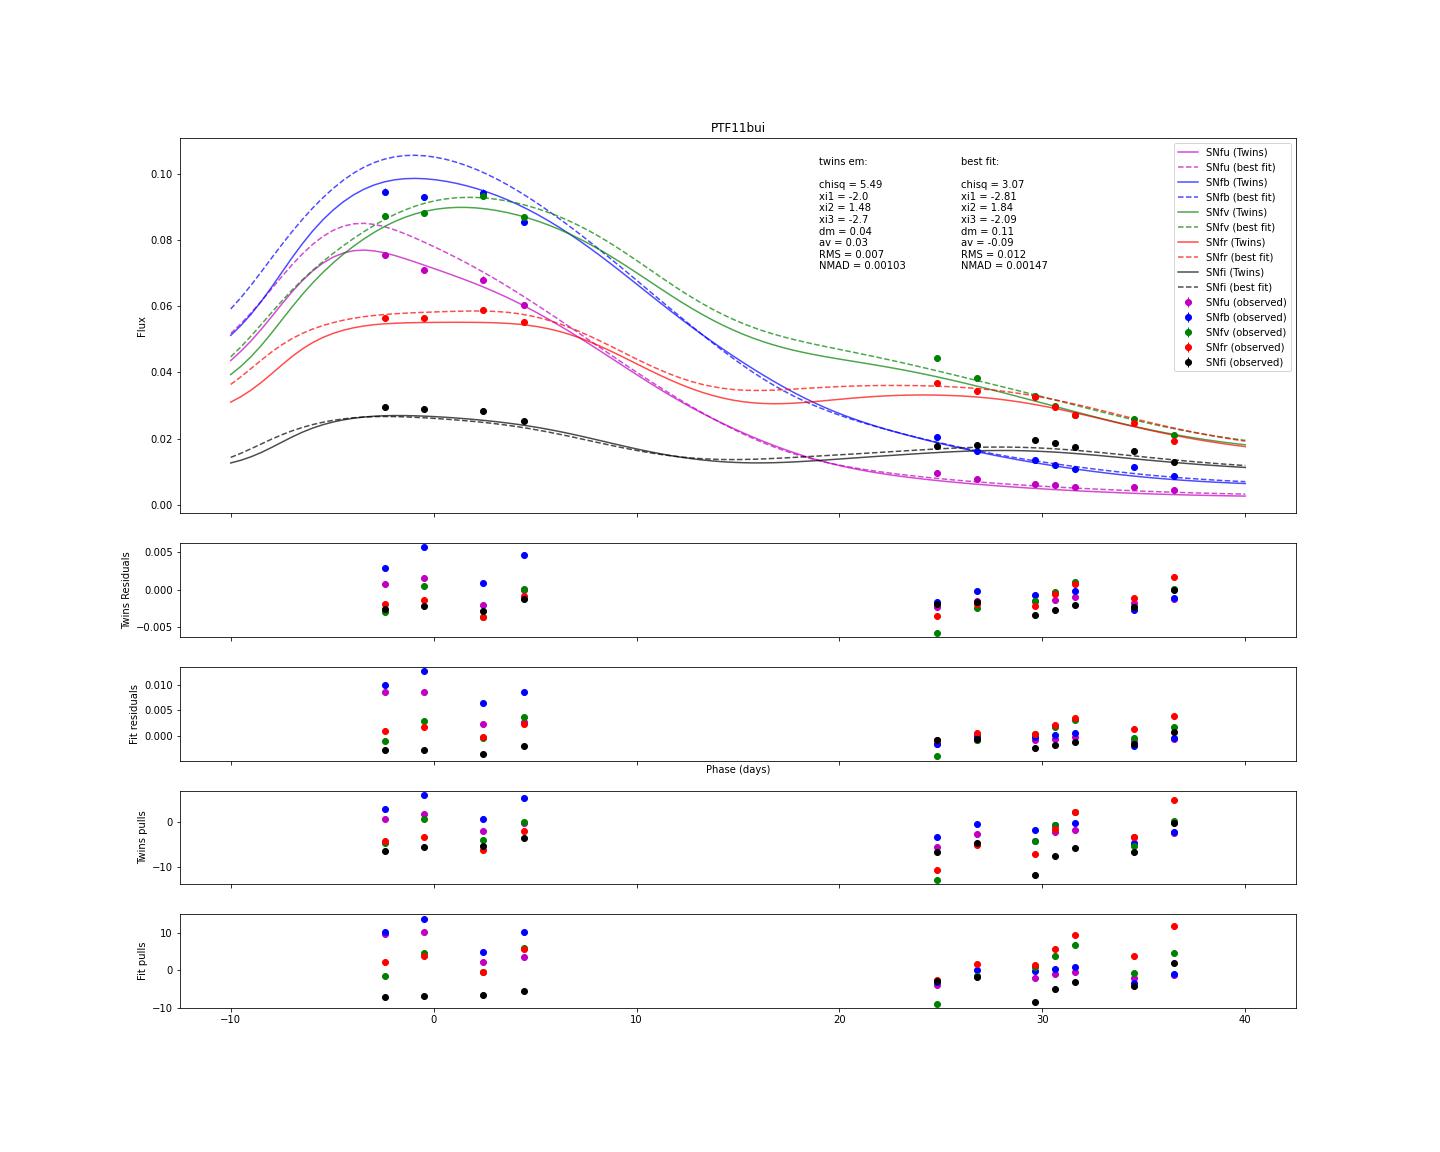 PTF11bui
Flux
0.10
0.08
0.06
0.04
0.02
0.00
twins em:
chisq = 5.49
xi1 = -2.0
xi2 = 1.48
xi3 = -2.7
dm = 0.04
av = 0.03
RMS = 0.007
NMAD = 0.00103
best fit:
chisq = 3.07
xi1 = -2.81
xi2 = 1.84
xi3 = -2.09
dm = 0.11
av = -0.09
RMS = 0.012
NMAD = 0.00147
SNfu (Twins)
SNfu (best fit)
SNfb (Twins)
SNfb (best fit)
SNfv (Twins)
SNfv (best fit)
SNfr (Twins)
SNfr (best fit)
SNfi (Twins)
SNfi (best fit)
SNfu (observed)
SNfb (observed)
SNfv (observed)
SNfr (observed)
SNfi (observed)
Twins Residuals
0.005
0.000
−0.005
Fit residuals
0.010
0.005
0.000
Phase (days)
Twins pulls
0
−10
Fit pulls
10
0
−10
−10
0
10
20
30
40